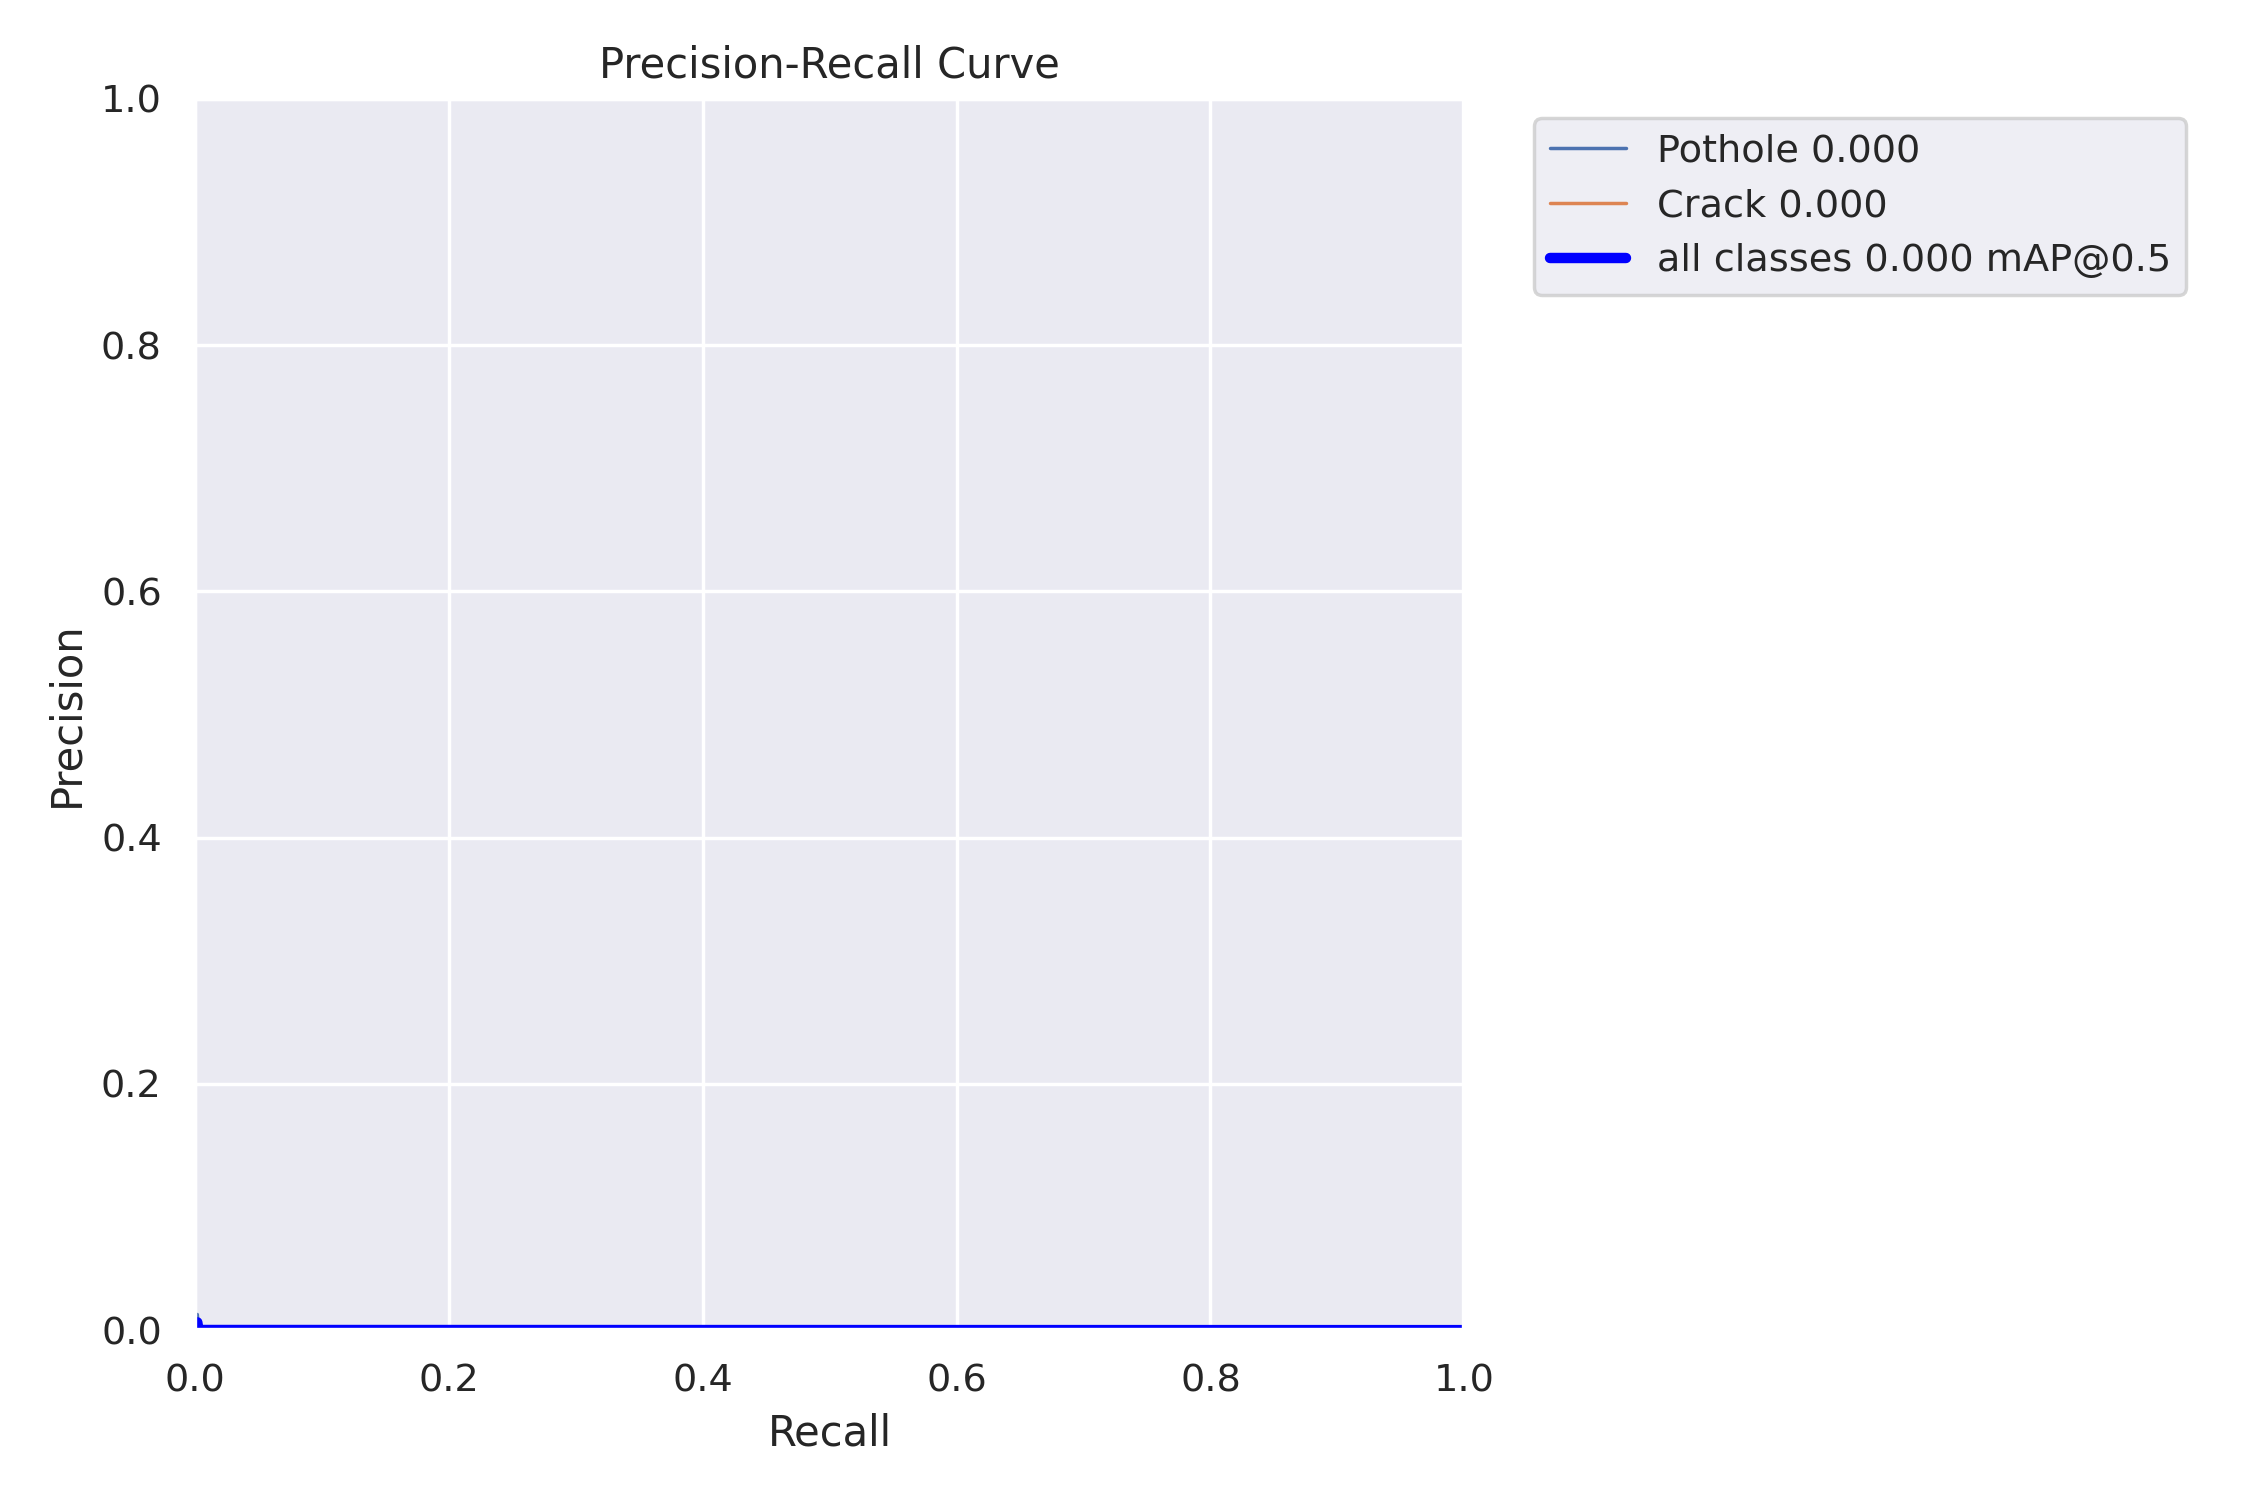 Precision-Recall Curve
1.0
0.8
0.6
0.4
0.2
0.0
Precision
0.0 0.2 0.4 0.6 0.8 1.0
Recall
Pothole 0.000
Crack 0.000
all classes 0.000 mAP@0.5